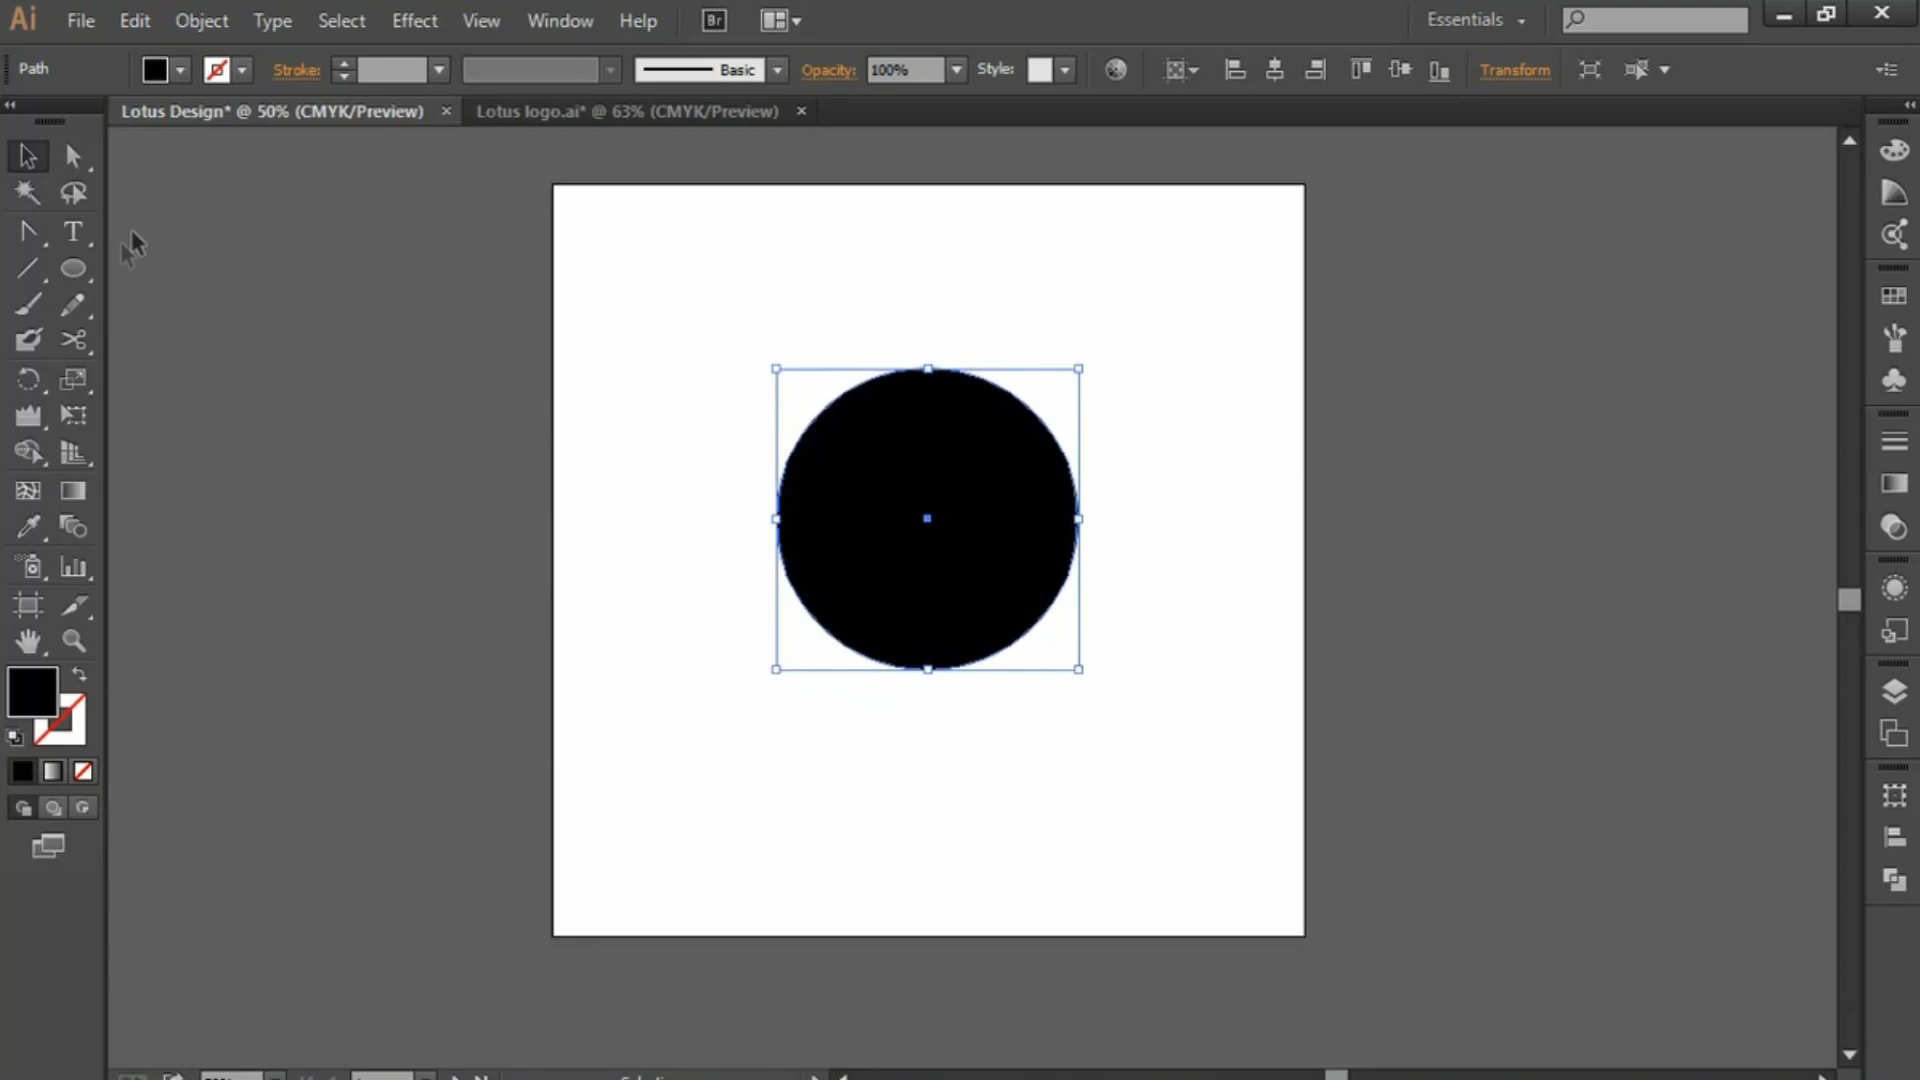 Ai File Edit Object Type Select Effect View Window Help Br Essentials
Path Stroke: Basic Opacity: 100% Style: Transform
Lotus Design* @ 50% (CMYK/Preview) × Lotus logo.ai* @ 63% (CMYK/Preview) ×
T